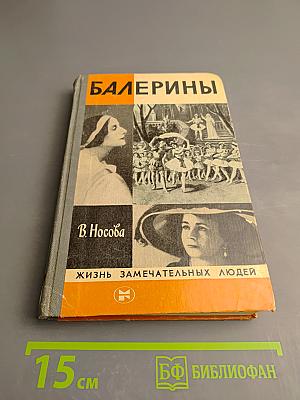 БАЛЕРИНЫ
В. Носова
ЖИЗНЬ ЗАМЕЧАТЕЛЬНЫХ ЛЮДЕЙ
15 см
БФ БИБЛИОФАН